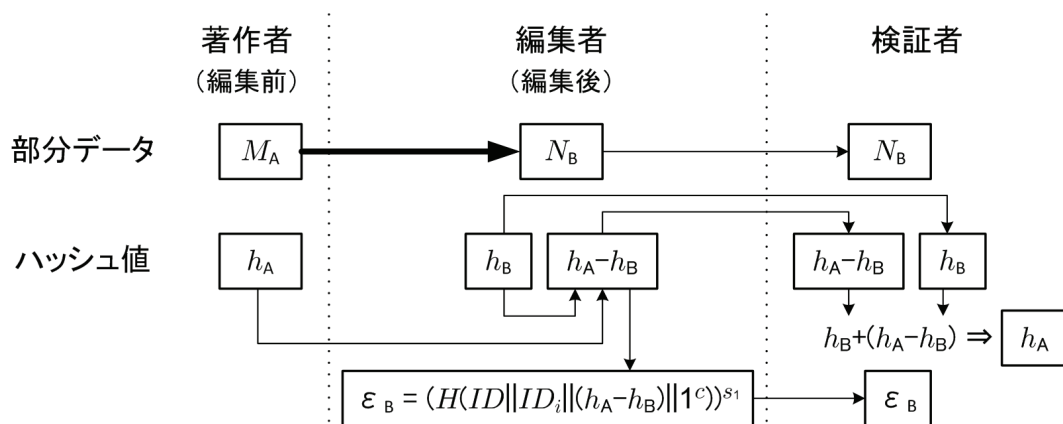 著作者 編集者 検証者
(編集前) (編集後)
部分データ M_A N_B N_B
ハッシュ値 h_A h_B h_A−h_B h_A−h_B h_B
h_B+(h_A−h_B) ⇒ h_A
ε_B = (H(ID||ID_i||(h_A−h_B)||1^c))^{s_1} ε_B